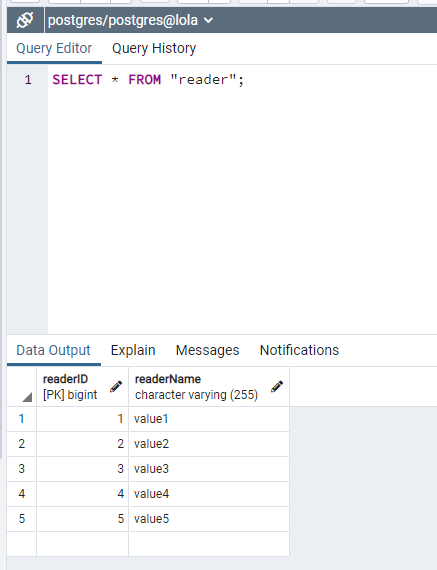 postgres/postgres@lola
Query Editor Query History
1 SELECT * FROM "reader";
Data Output Explain Messages Notifications
readerID readerName
[PK] bigint character varying (255)
1 1 value1
2 2 value2
3 3 value3
4 4 value4
5 5 value5